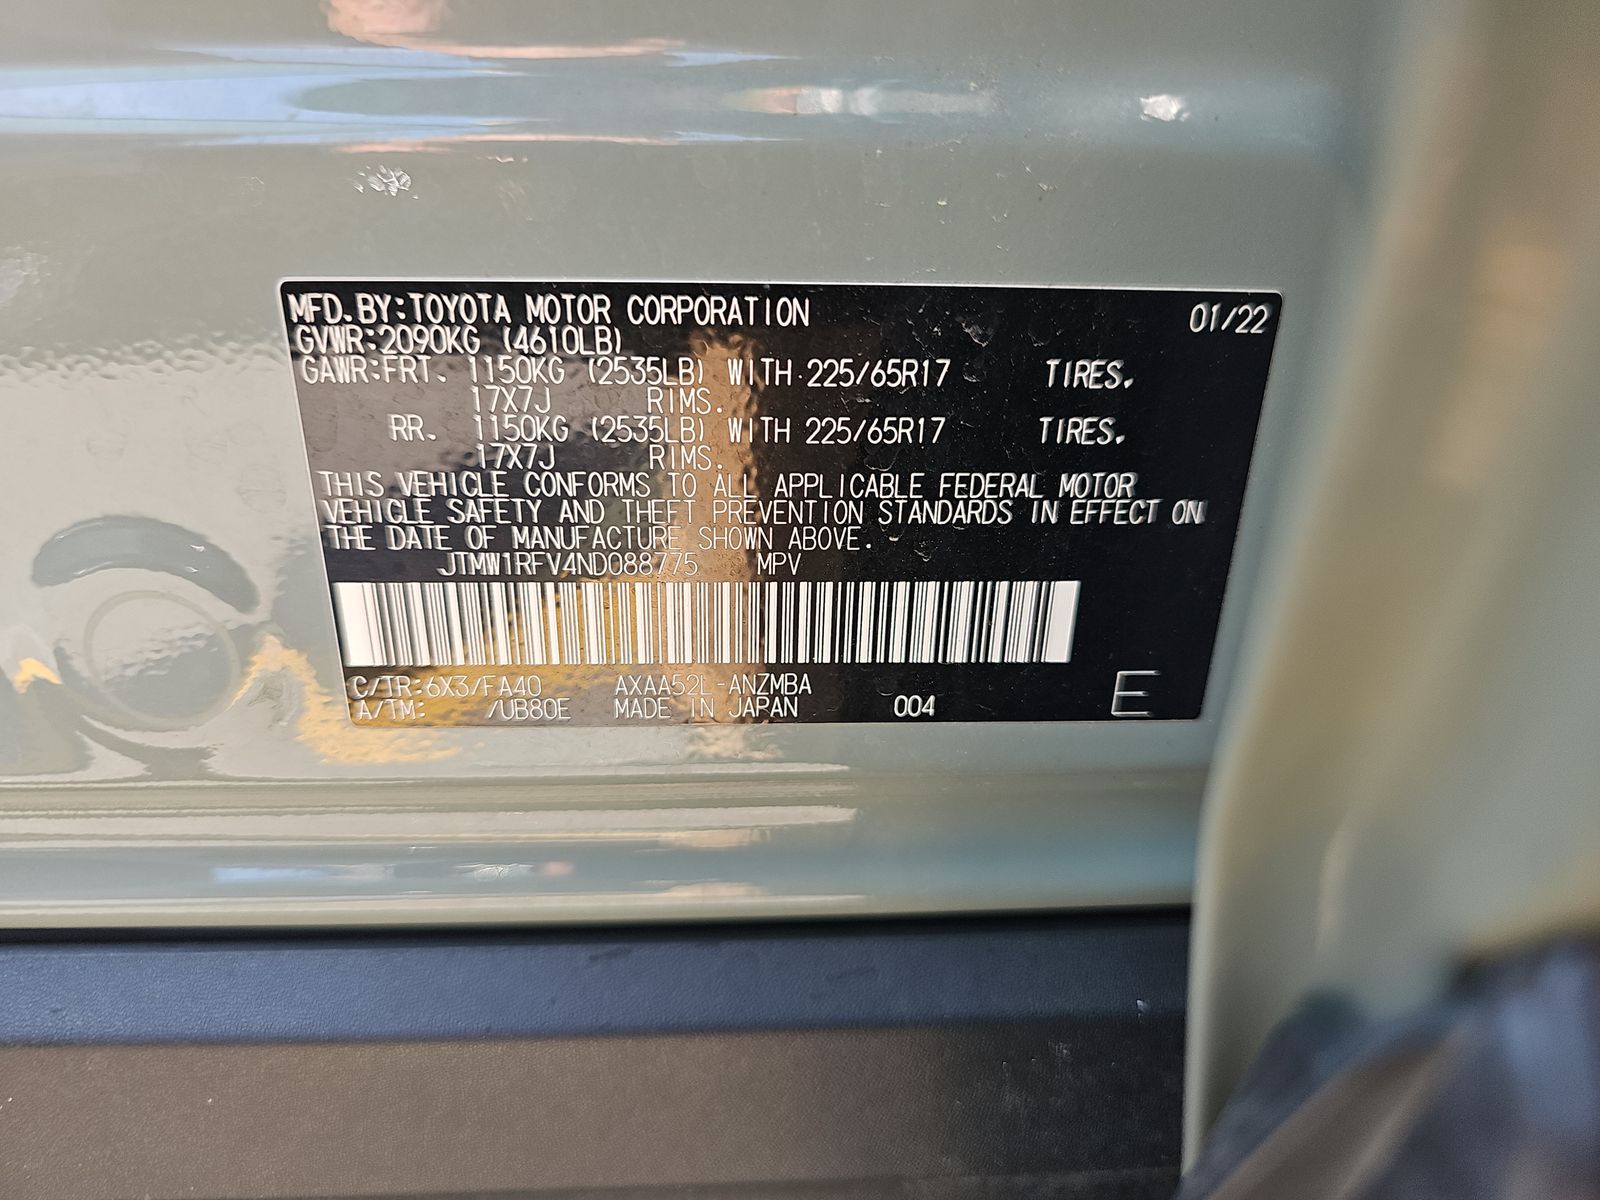 MFD. BY: TOYOTA MOTOR CORPORATION 01/22
GVWR: 2090KG (4610LB)
GAWR: FRT. 1150KG (2535LB) WITH 225/65R17 TIRES.
17X7J RIMS.
RR. 1150KG (2535LB) WITH 225/65R17 TIRES.
17X7J RIMS.
THIS VEHICLE CONFORMS TO ALL APPLICABLE FEDERAL MOTOR
VEHICLE SAFETY AND THEFT PREVENTION STANDARDS IN EFFECT ON
THE DATE OF MANUFACTURE SHOWN ABOVE.
JTMW1RFV4ND088775 MPV
C/TR: 6X3/FA40 AXAA52L-ANZMBA
A/TM: /UB80E MADE IN JAPAN 004 E